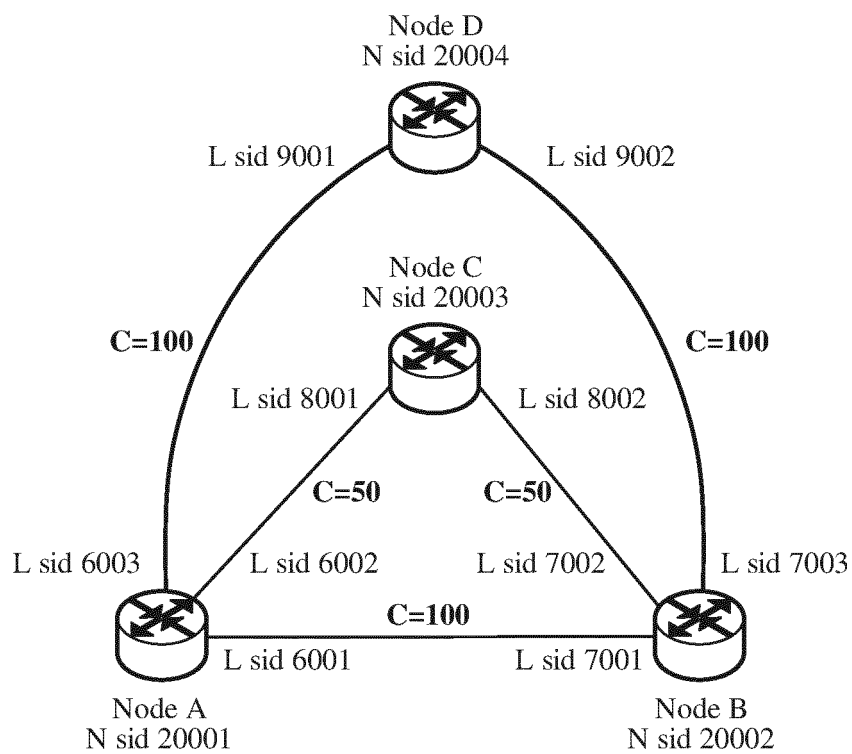 Node D
N sid 20004
L sid 9001
L sid 9002
Node C
N sid 20003
C=100
C=100
L sid 8001
L sid 8002
C=50
C=50
L sid 6003
L sid 6002
L sid 7002
L sid 7003
C=100
L sid 6001
L sid 7001
Node A
N sid 20001
Node B
N sid 20002